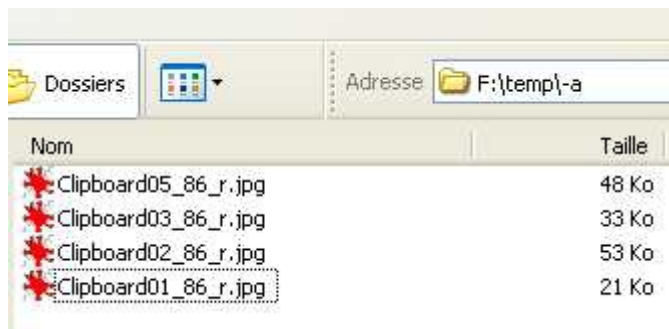 Dossiers Adresse F:\temp\-a
Nom Taille
Clipboard05_86_r.jpg 48 Ko
Clipboard03_86_r.jpg 33 Ko
Clipboard02_86_r.jpg 53 Ko
Clipboard01_86_r.jpg 21 Ko